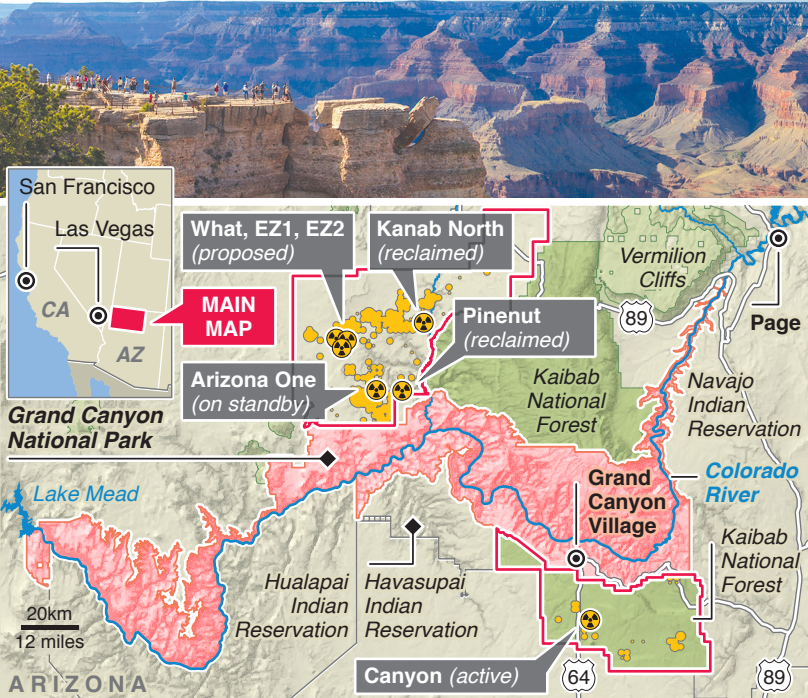 San Francisco
Las Vegas
CA
AZ
MAIN
MAP
What, EZ1, EZ2
(proposed)
Kanab North
(reclaimed)
Pinenut
(reclaimed)
Arizona One
(on standby)
Vermilion
Cliffs
89
Page
Kaibab
National
Forest
Navajo
Indian
Reservation
Grand Canyon
National Park
Lake Mead
Colorado
River
Grand
Canyon
Village
Kaibab
National
Forest
Hualapai
Indian
Reservation
Havasupai
Indian
Reservation
20km
12 miles
Canyon (active)
64
89
ARIZONA